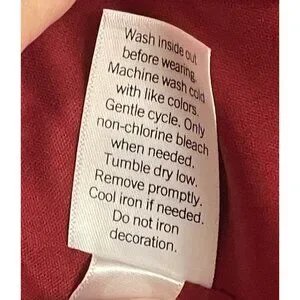 Wash inside out
before wearing.
Machine wash cold
with like colors.
Gentle cycle. Only
non-chlorine bleach
when needed.
Tumble dry low.
Remove promptly.
Cool iron if needed.
Do not iron
decoration.